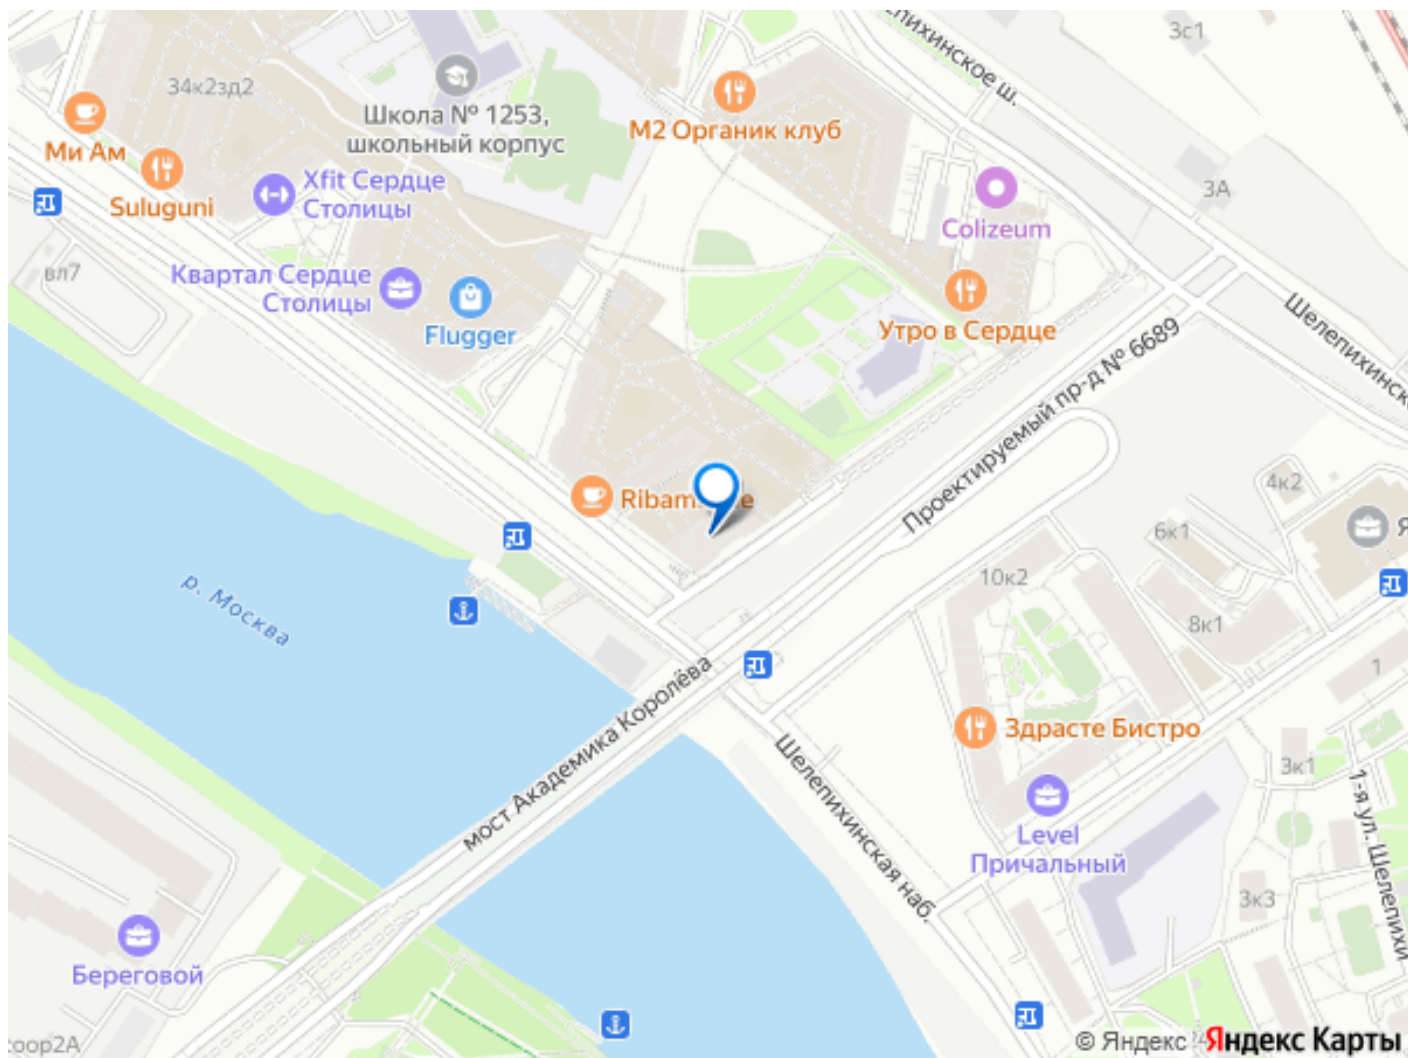 Шелепихинское ш.
3с1
34к2зд2
Школа № 1253,
школьный корпус
М2 Органик клуб
Ми Ам
Suluguni
Xfit Сердце
Столицы
3А
Colizeum
вл7
Квартал Сердце
Столицы
Flugger
Утро в Сердце
Шелепихинское
Проектируемый пр-д № 6689
4к2
Я
6к1
10к2
8к1
р. Москва
1
мост Академика Королёва
Здрасте Бистро
3к1
1-я ул. Шелепихи
Шелепихинская наб.
Level
Причальный
3к3
Береговой
соор2А
© Яндекс Яндекс Карты